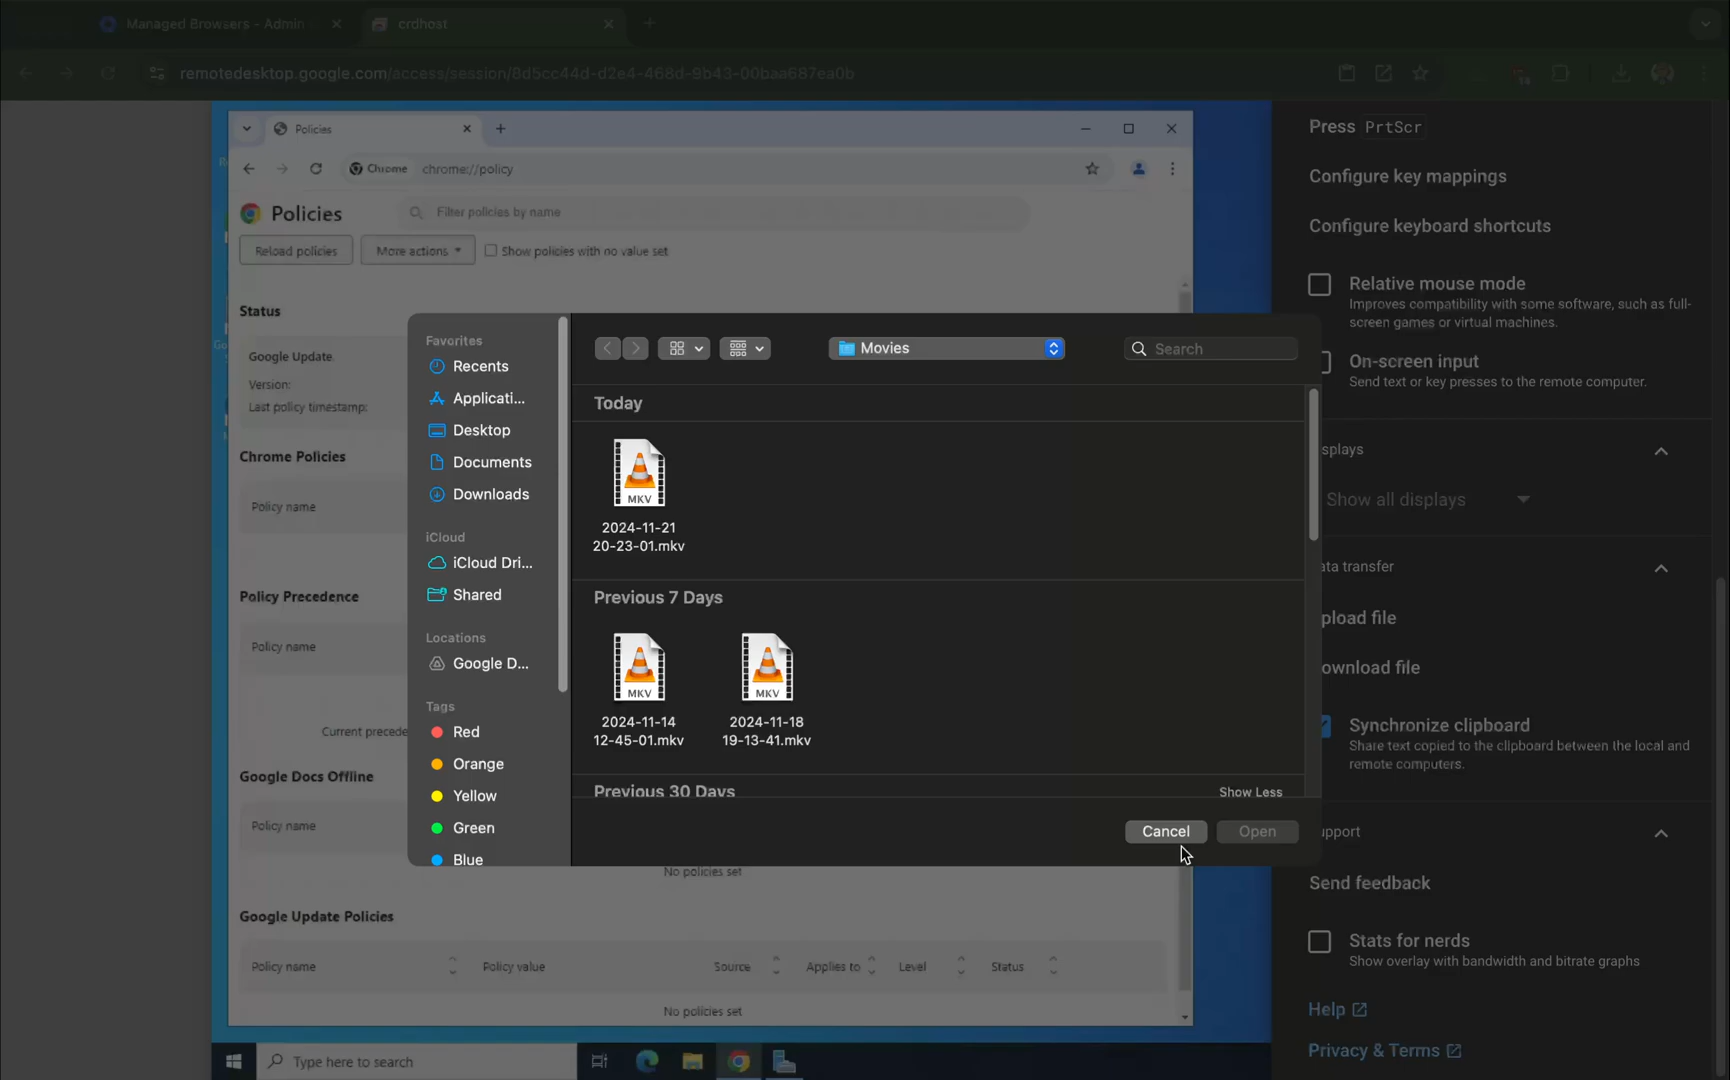 Managed Browsers - Admin
crdhost
remotedesktop.google.com/access/session/8d5cc44d-d2e4-468d-9b43-00baa687ea0b
Policies
Chrome
chrome://policy
Policies
Filter policies by name
Reload policies
More actions
Show policies with no value set
Status
Google Update
Version:
Last policy timestamp:
Chrome Policies
Policy name
Policy Precedence
Policy name
Current precede
Google Docs Offline
Policy name
No policies set
Google Update Policies
Policy name
Policy value
Source
Applies to
Level
Status
No policies set
Type here to search
Favorites
Recents
Applicati...
Desktop
Documents
Downloads
iCloud
iCloud Dri...
Shared
Locations
Google D...
Tags
Red
Orange
Yellow
Green
Blue
Movies
Search
Today
MKV
2024-11-21
20-23-01.mkv
Previous 7 Days
MKV
2024-11-14
12-45-01.mkv
MKV
2024-11-18
19-13-41.mkv
Previous 30 Days
Show Less
Cancel
Open
Press PrtScr
Configure key mappings
Configure keyboard shortcuts
Relative mouse mode
Improves compatibility with some software, such as full-
screen games or virtual machines.
On-screen input
Send text or key presses to the remote computer.
splays
Show all displays
ata transfer
pload file
ownload file
Synchronize clipboard
Share text copied to the clipboard between the local and
remote computers.
upport
Send feedback
Stats for nerds
Show overlay with bandwidth and bitrate graphs
Help
Privacy & Terms